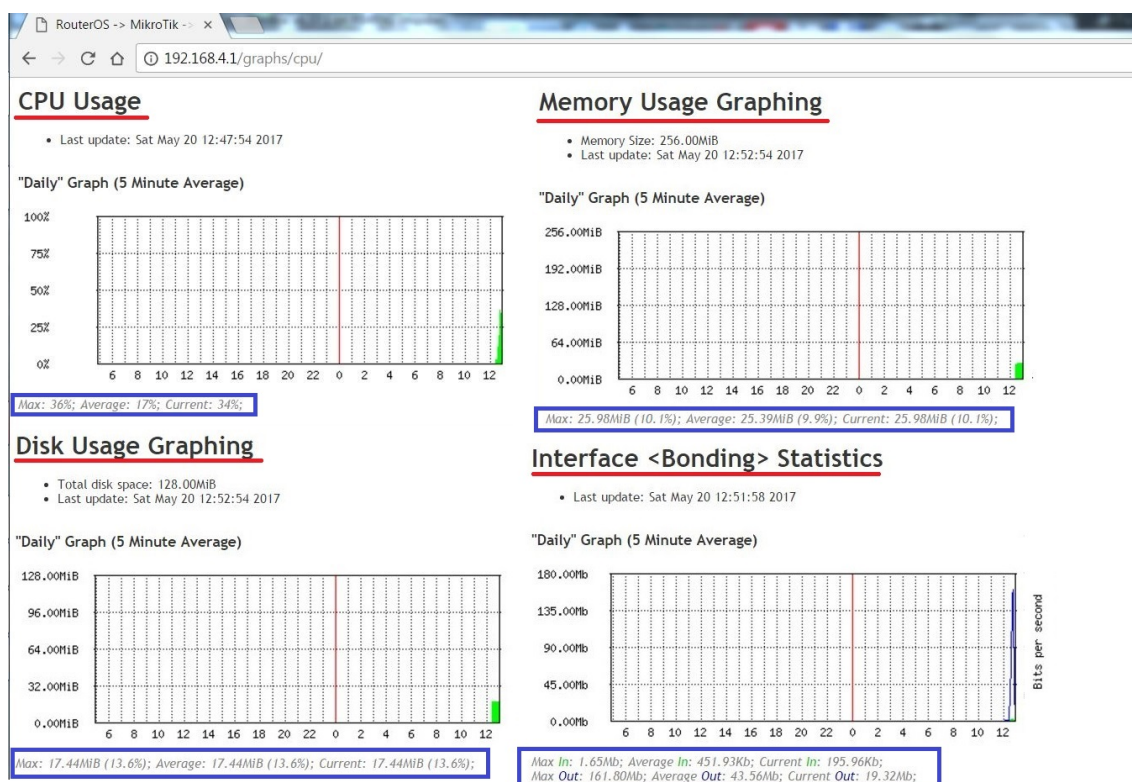 RouterOS -> MikroTik ->
192.168.4.1/graphs/cpu/
CPU Usage
• Last update: Sat May 20 12:47:54 2017
"Daily" Graph (5 Minute Average)
100%
75%
50%
25%
0%
6 8 10 12 14 16 18 20 22 0 2 4 6 8 10 12
Max: 36%; Average: 17%; Current: 34%;
Memory Usage Graphing
• Memory Size: 256.00MiB
• Last update: Sat May 20 12:52:54 2017
"Daily" Graph (5 Minute Average)
256.00MiB
192.00MiB
128.00MiB
64.00MiB
0.00MiB
6 8 10 12 14 16 18 20 22 0 2 4 6 8 10 12
Max: 25.98MiB (10.1%); Average: 25.39MiB (9.9%); Current: 25.98MiB (10.1%);
Disk Usage Graphing
• Total disk space: 128.00MiB
• Last update: Sat May 20 12:52:54 2017
"Daily" Graph (5 Minute Average)
128.00MiB
96.00MiB
64.00MiB
32.00MiB
0.00MiB
6 8 10 12 14 16 18 20 22 0 2 4 6 8 10 12
Max: 17.44MiB (13.6%); Average: 17.44MiB (13.6%); Current: 17.44MiB (13.6%);
Interface <Bonding> Statistics
• Last update: Sat May 20 12:51:58 2017
"Daily" Graph (5 Minute Average)
180.00Mb
135.00Mb
90.00Mb
45.00Mb
0.00Mb
6 8 10 12 14 16 18 20 22 0 2 4 6 8 10 12
Bits per second
Max In: 1.65Mb; Average In: 451.93Kb; Current In: 195.96Kb;
Max Out: 161.80Mb; Average Out: 43.56Mb; Current Out: 19.32Mb;